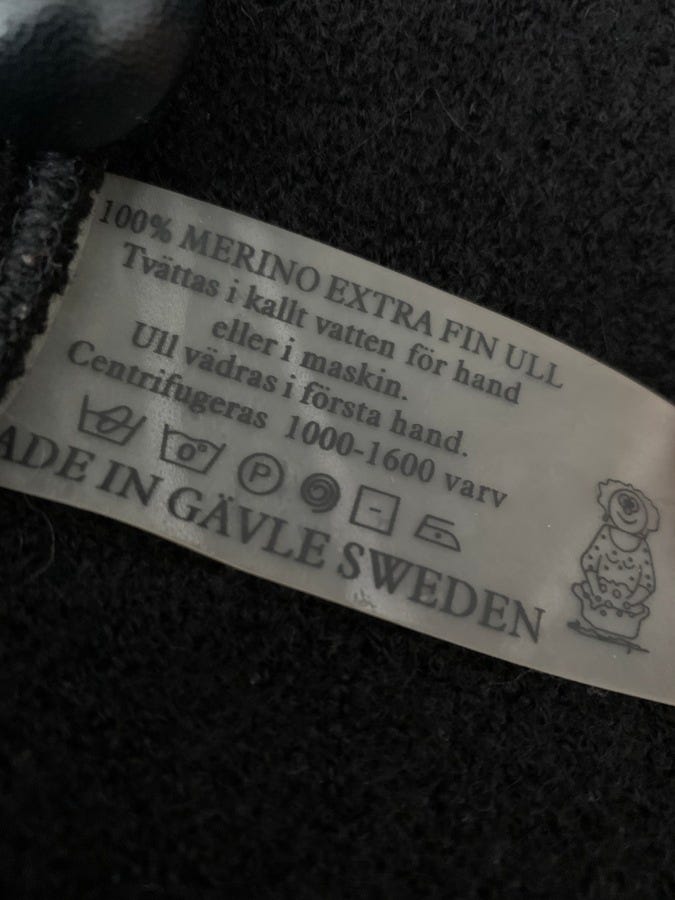 100% MERINO EXTRA FIN ULL
Tvättas i kallt vatten för hand
eller i maskin.
Ull vädras i första hand.
Centrifugeras 1000-1600 varv
0° P
ADE IN GÄVLE SWEDEN